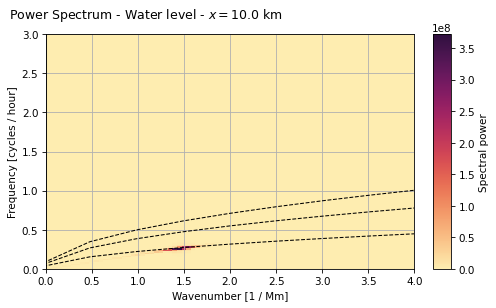 Power Spectrum - Water level - x = 10.0 km
1e8
3.0
2.5
2.0
1.5
1.0
0.5
0.0
Frequency [cycles / hour]
0.0 0.5 1.0 1.5 2.0 2.5 3.0 3.5 4.0
Wavenumber [1 / Mm]
3.5
3.0
2.5
2.0
1.5
1.0
0.5
0.0
Spectral power